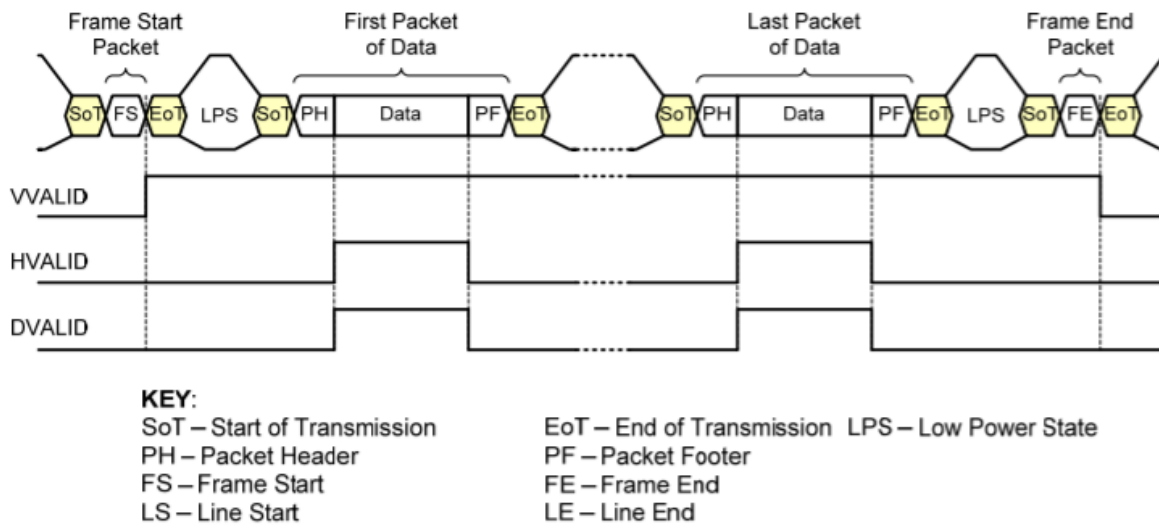 Frame Start Packet
First Packet of Data
Last Packet of Data
Frame End Packet
SoT FS EoT LPS SoT PH Data PF EoT SoT PH Data PF EoT LPS SoT FE EoT
VVALID
HVALID
DVALID
KEY:
SoT – Start of Transmission EoT – End of Transmission LPS – Low Power State
PH – Packet Header PF – Packet Footer
FS – Frame Start FE – Frame End
LS – Line Start LE – Line End